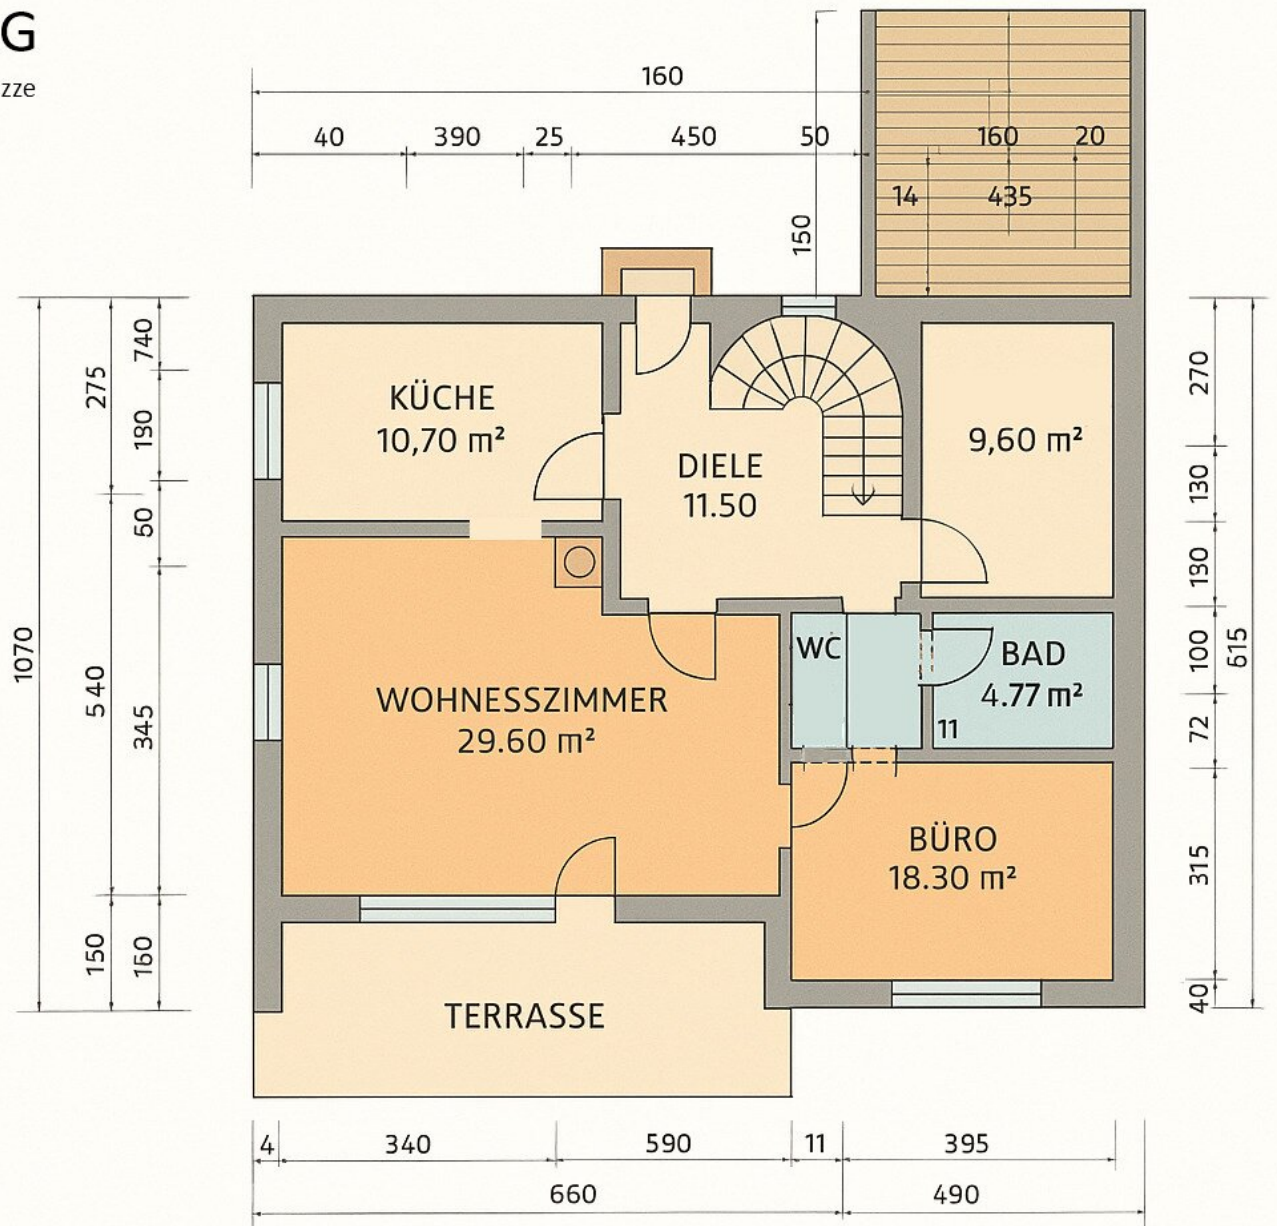 G
zze
160
40 390 25 450 50
160 20
14 435
150
740
275
190
50
1070
540
345
150
160
KÜCHE
10,70 m²
DIELE
11.50
9,60 m²
WC
BAD
4.77 m²
11
WOHNESSZIMMER
29.60 m²
BÜRO
18.30 m²
TERRASSE
270
130
190
100
615
72
315
40
4 340 590 11 395
660 490